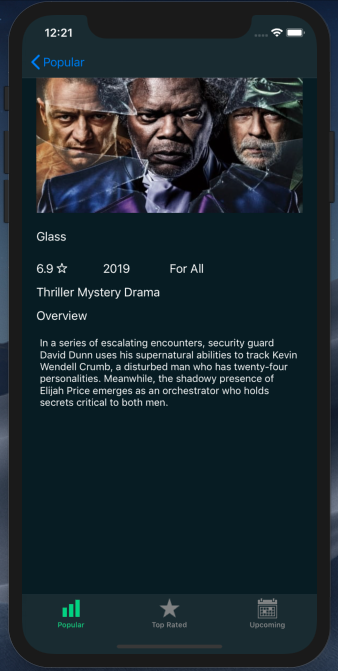 12:21
Popular
Glass
6.9 ☆ 2019 For All
Thriller Mystery Drama
Overview
In a series of escalating encounters, security guard
David Dunn uses his supernatural abilities to track Kevin
Wendell Crumb, a disturbed man who has twenty-four
personalities. Meanwhile, the shadowy presence of
Elijah Price emerges as an orchestrator who holds
secrets critical to both men.
Popular Top Rated Upcoming